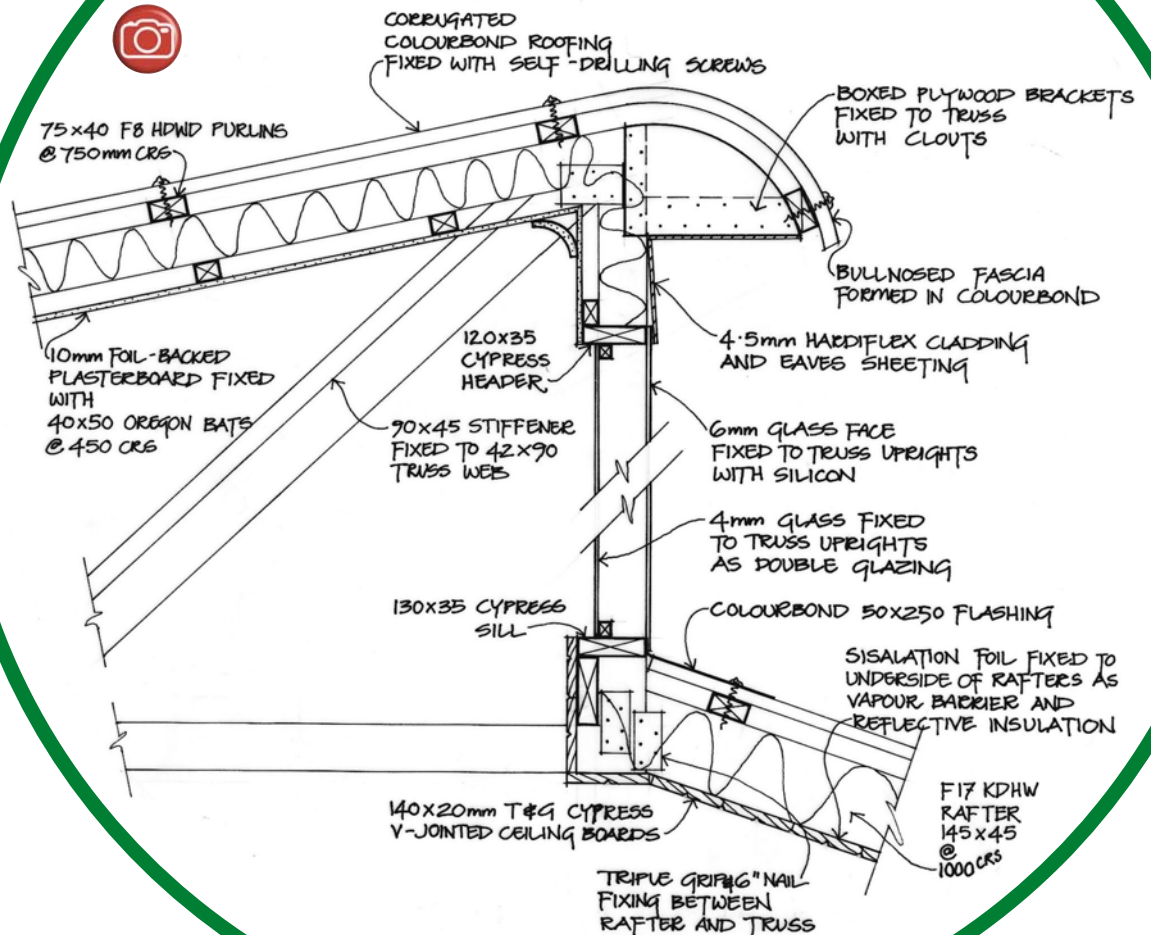 CORRUGATED
COLOURBOND ROOFING
FIXED WITH SELF-DRILLING SCREWS
75x40 F8 HDWD PURLINS
@ 750mm CRS
BOXED PLYWOOD BRACKETS
FIXED TO TRUSS
WITH CLOUTS
BULLNOSED FASCIA
FORMED IN COLOURBOND
10mm FOIL-BACKED
PLASTERBOARD FIXED
WITH
40x50 OREGON BATS
@ 450 CRS
120x35
CYPRESS
HEADER
4.5mm HARDIFLEX CLADDING
AND EAVES SHEETING
90x45 STIFFENER
FIXED TO 42x90
TRUSS WEB
6mm GLASS FACE
FIXED TO TRUSS UPRIGHTS
WITH SILICON
4mm GLASS FIXED
TO TRUSS UPRIGHTS
AS DOUBLE GLAZING
130x35 CYPRESS
SILL
COLOURBOND 50x250 FLASHING
SISALATION FOIL FIXED TO
UNDERSIDE OF RAFTERS AS
VAPOUR BARRIER AND
REFLECTIVE INSULATION
140x20mm T&G CYPRESS
V-JOINTED CEILING BOARDS
F17 KDHW
RAFTER
145x45
@
1000 CRS
TRIPLE GRIP&6" NAIL
FIXING BETWEEN
RAFTER AND TRUSS